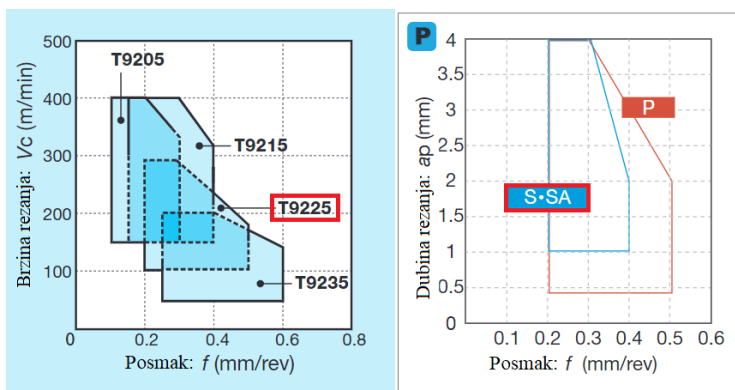 500
400
300
200
100
0
0.2
0.4
0.6
0.8
Brzina rezanja: Vc (m/min)
Posmak: f (mm/rev)
T9205
T9215
T9225
T9235
P
4
3.5
3
2.5
2
1.5
1
0.5
0
0.1
0.2
0.3
0.4
0.5
0.6
Dubina rezanja: ap (mm)
Posmak: f (mm/rev)
P
S•SA